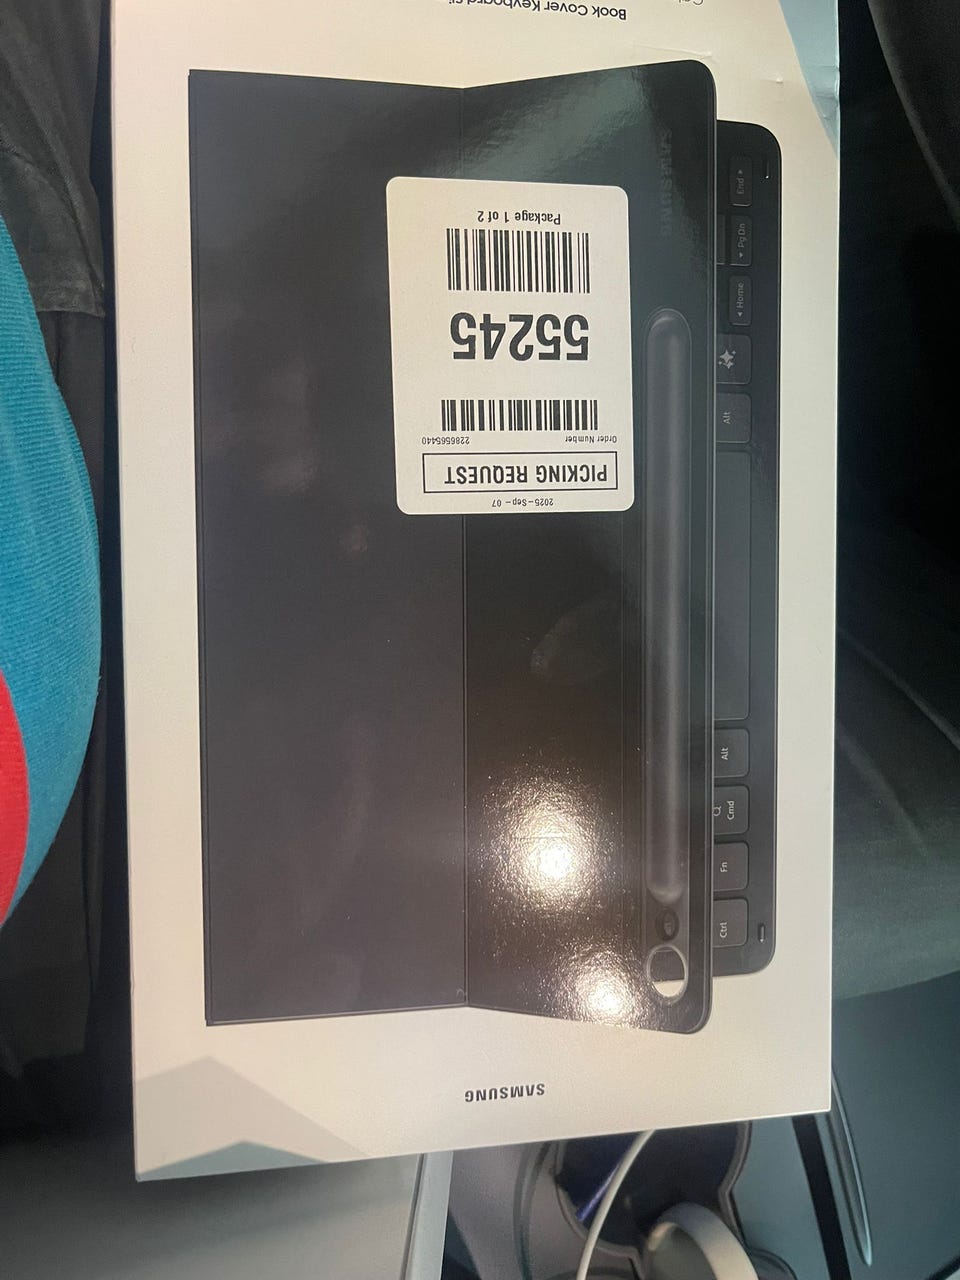 SAMSUNG
2025-Sep - 07
PICKING REQUEST
Order Number 2286565440
55245
Package 1 of 2
SAMSUNG
Ctrl
Fn
Cmd
Alt
Alt
◂ Home
▾ Pg Dn
End ▸
Book Cover Keyboard